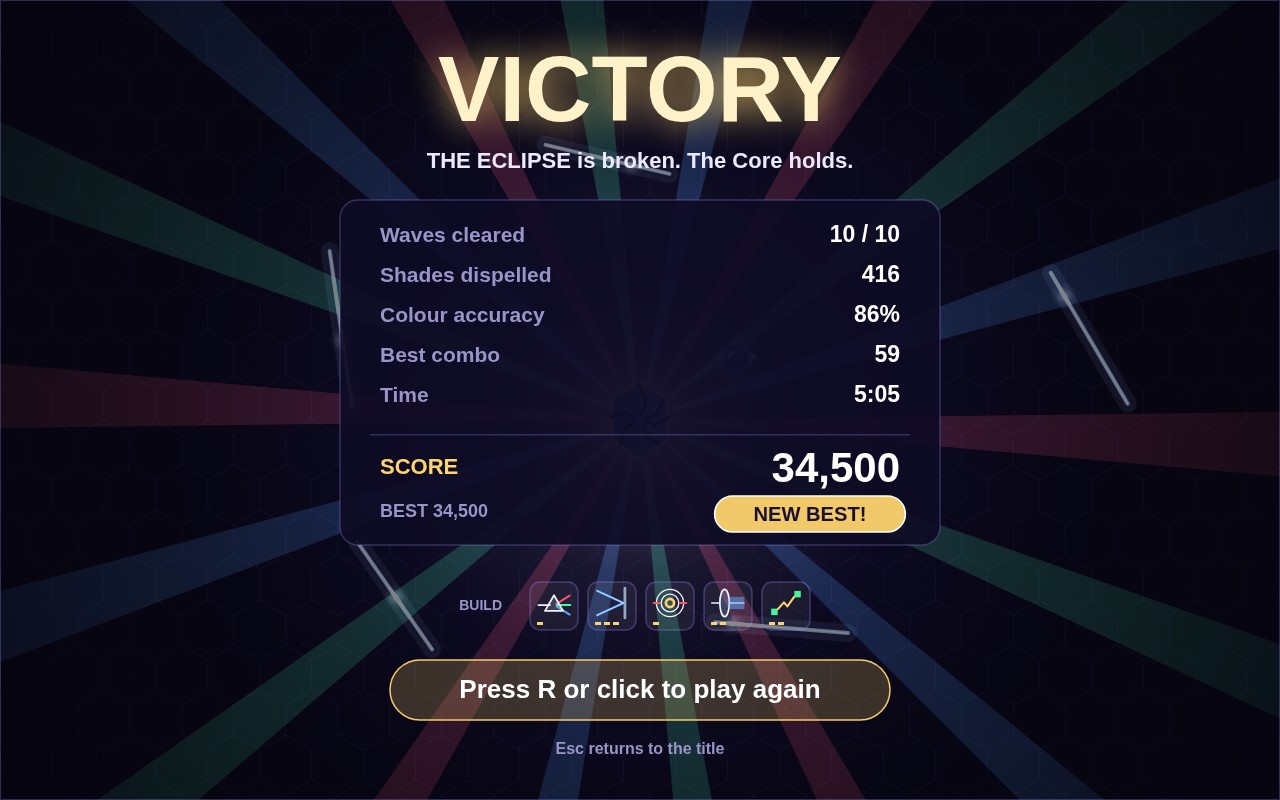 VICTORY
THE ECLIPSE is broken. The Core holds.
Waves cleared 10 / 10
Shades dispelled 416
Colour accuracy 86%
Best combo 59
Time 5:05
SCORE 34,500
BEST 34,500 NEW BEST!
BUILD
Press R or click to play again
Esc returns to the title